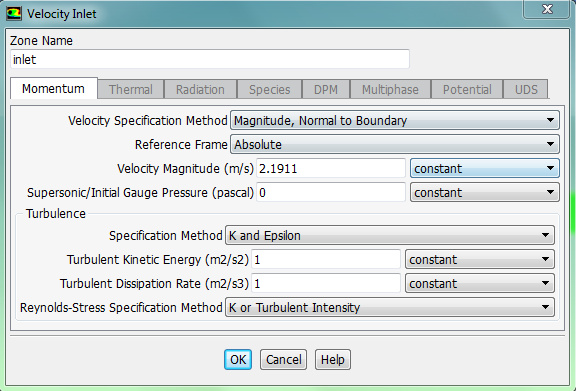 Velocity Inlet
Zone Name
inlet
Momentum Thermal Radiation Species DPM Multiphase Potential UDS
Velocity Specification Method Magnitude, Normal to Boundary
Reference Frame Absolute
Velocity Magnitude (m/s) 2.1911 constant
Supersonic/Initial Gauge Pressure (pascal) 0 constant
Turbulence
Specification Method K and Epsilon
Turbulent Kinetic Energy (m2/s2) 1 constant
Turbulent Dissipation Rate (m2/s3) 1 constant
Reynolds-Stress Specification Method K or Turbulent Intensity
OK Cancel Help